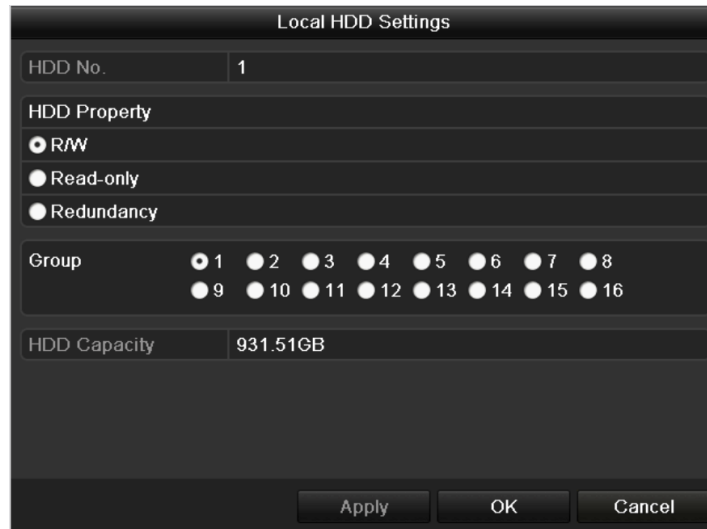 Local HDD Settings
HDD No. 1
HDD Property
R/W
Read-only
Redundancy
Group 1 2 3 4 5 6 7 8
9 10 11 12 13 14 15 16
HDD Capacity 931.51GB
Apply OK Cancel